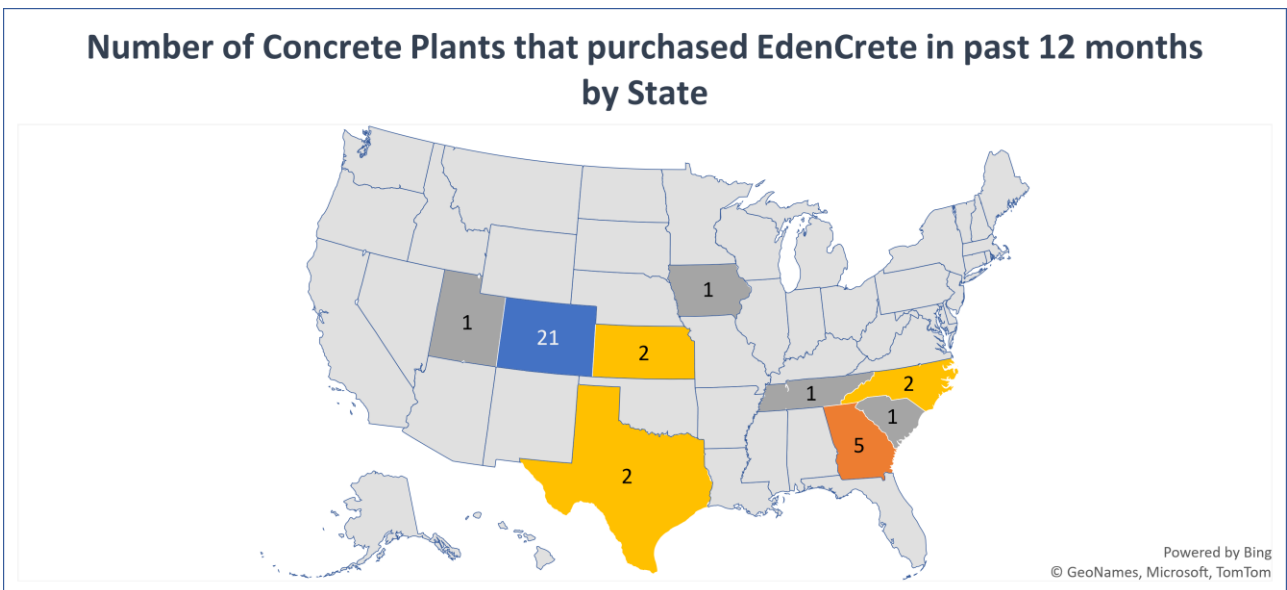 Number of Concrete Plants that purchased EdenCrete in past 12 months
by State
1
1
21
2
2
1
1
5
2
Powered by Bing
© GeoNames, Microsoft, TomTom